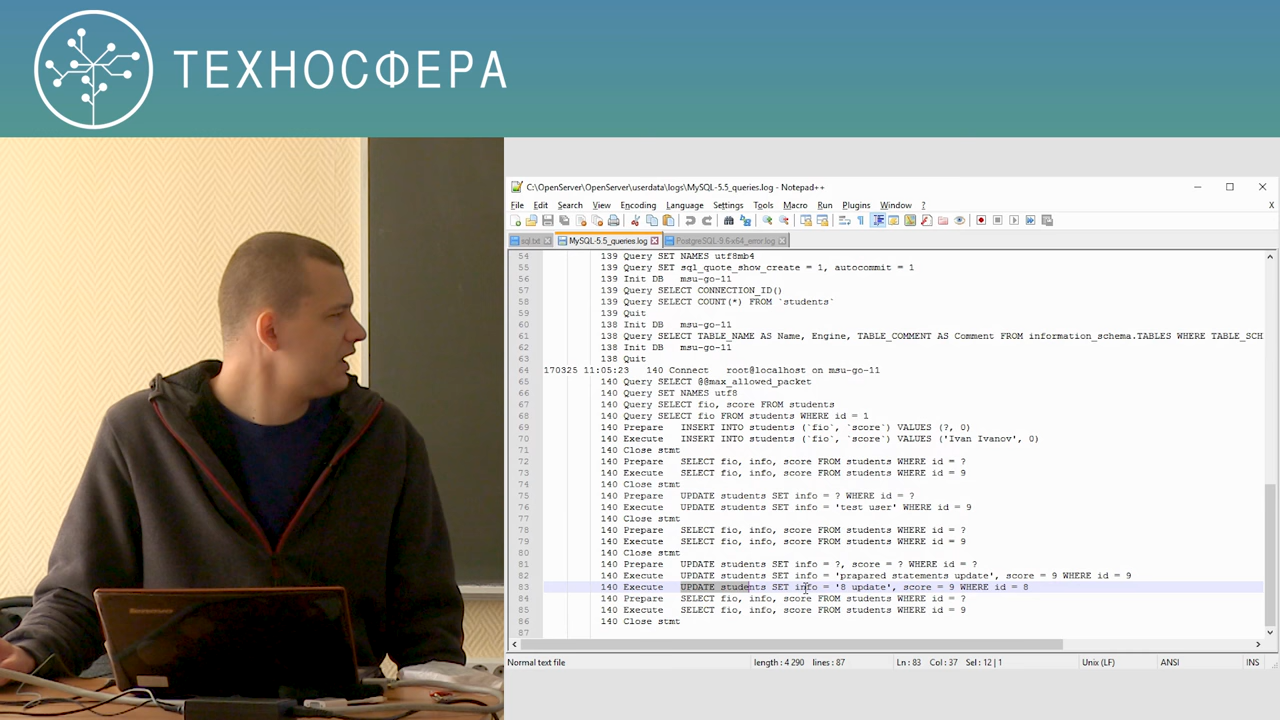 ТЕХНОСФЕРА
C:\OpenServer\OpenServer\userdata\logs\MySQL-5.5_queries.log - Notepad++
File Edit Search View Encoding Language Settings Tools Macro Run Plugins Window ? X
sql.txt MySQL-5.5_queries.log PostgreSQL-9.6-x64_error.log
54 139 Query SET NAMES utf8mb4
55 139 Query SET sql_quote_show_create = 1, autocommit = 1
56 139 Init DB msu-go-11
57 139 Query SELECT CONNECTION_ID()
58 139 Query SELECT COUNT(*) FROM `students`
59 139 Quit
60 138 Init DB msu-go-11
61 138 Query SELECT TABLE_NAME AS Name, Engine, TABLE_COMMENT AS Comment FROM information_schema.TABLES WHERE TABLE_SCH
62 138 Init DB msu-go-11
63 138 Quit
64 170325 11:05:23 140 Connect root@localhost on msu-go-11
65 140 Query SELECT @@max_allowed_packet
66 140 Query SET NAMES utf8
67 140 Query SELECT fio, score FROM students
68 140 Query SELECT fio FROM students WHERE id = 1
69 140 Prepare INSERT INTO students (`fio`, `score`) VALUES (?, 0)
70 140 Execute INSERT INTO students (`fio`, `score`) VALUES ('Ivan Ivanov', 0)
71 140 Close stmt
72 140 Prepare SELECT fio, info, score FROM students WHERE id = ?
73 140 Execute SELECT fio, info, score FROM students WHERE id = 9
74 140 Close stmt
75 140 Prepare UPDATE students SET info = ? WHERE id = ?
76 140 Execute UPDATE students SET info = 'test user' WHERE id = 9
77 140 Close stmt
78 140 Prepare SELECT fio, info, score FROM students WHERE id = ?
79 140 Execute SELECT fio, info, score FROM students WHERE id = 9
80 140 Close stmt
81 140 Prepare UPDATE students SET info = ?, score = ? WHERE id = ?
82 140 Execute UPDATE students SET info = 'prapared statements update', score = 9 WHERE id = 9
83 140 Execute UPDATE students SET info = '8 update', score = 9 WHERE id = 8
84 140 Prepare SELECT fio, info, score FROM students WHERE id = ?
85 140 Execute SELECT fio, info, score FROM students WHERE id = 9
86 140 Close stmt
87
Normal text file length : 4 290 lines : 87 Ln : 83 Col : 37 Sel : 12 | 1 Unix (LF) ANSI INS